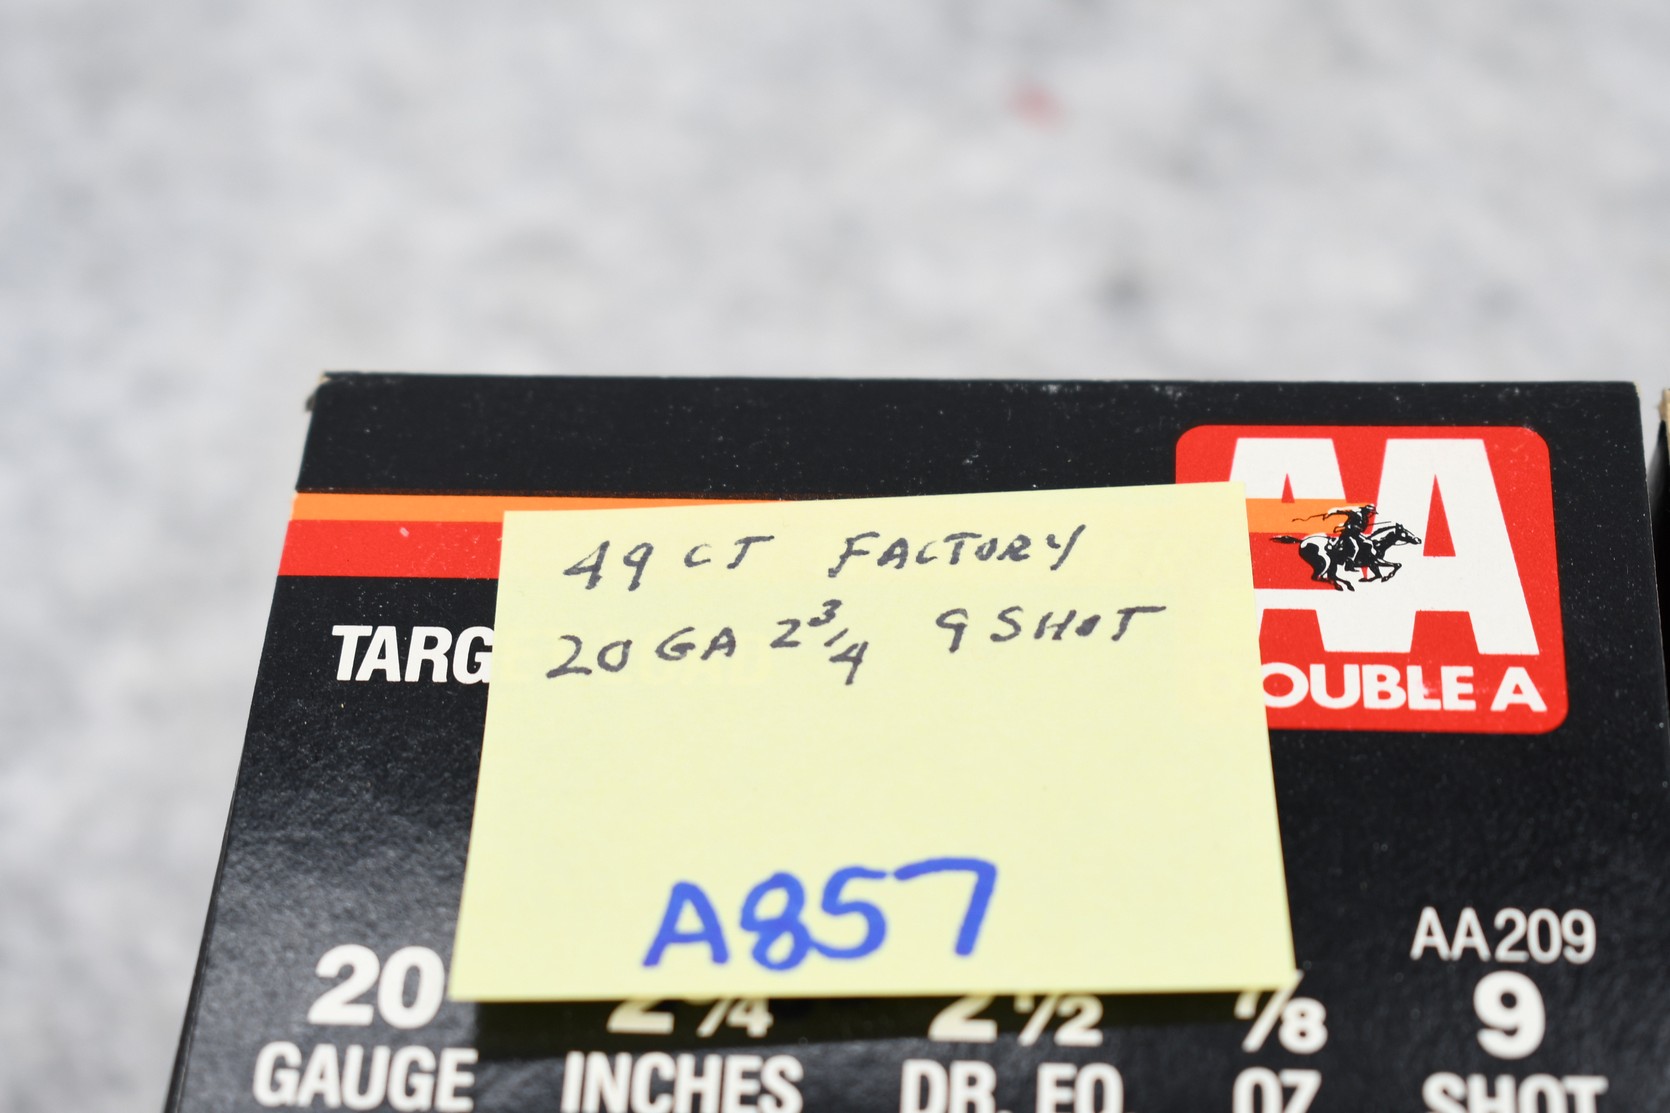 AA
OUBLE A
TARG
49 CT FACTORY
20 GA 2 3/4 9 SHOT
A857
AA209
20 2 3/4 2 1/2 7/8 9
GAUGE INCHES DR. EQ OZ SHOT